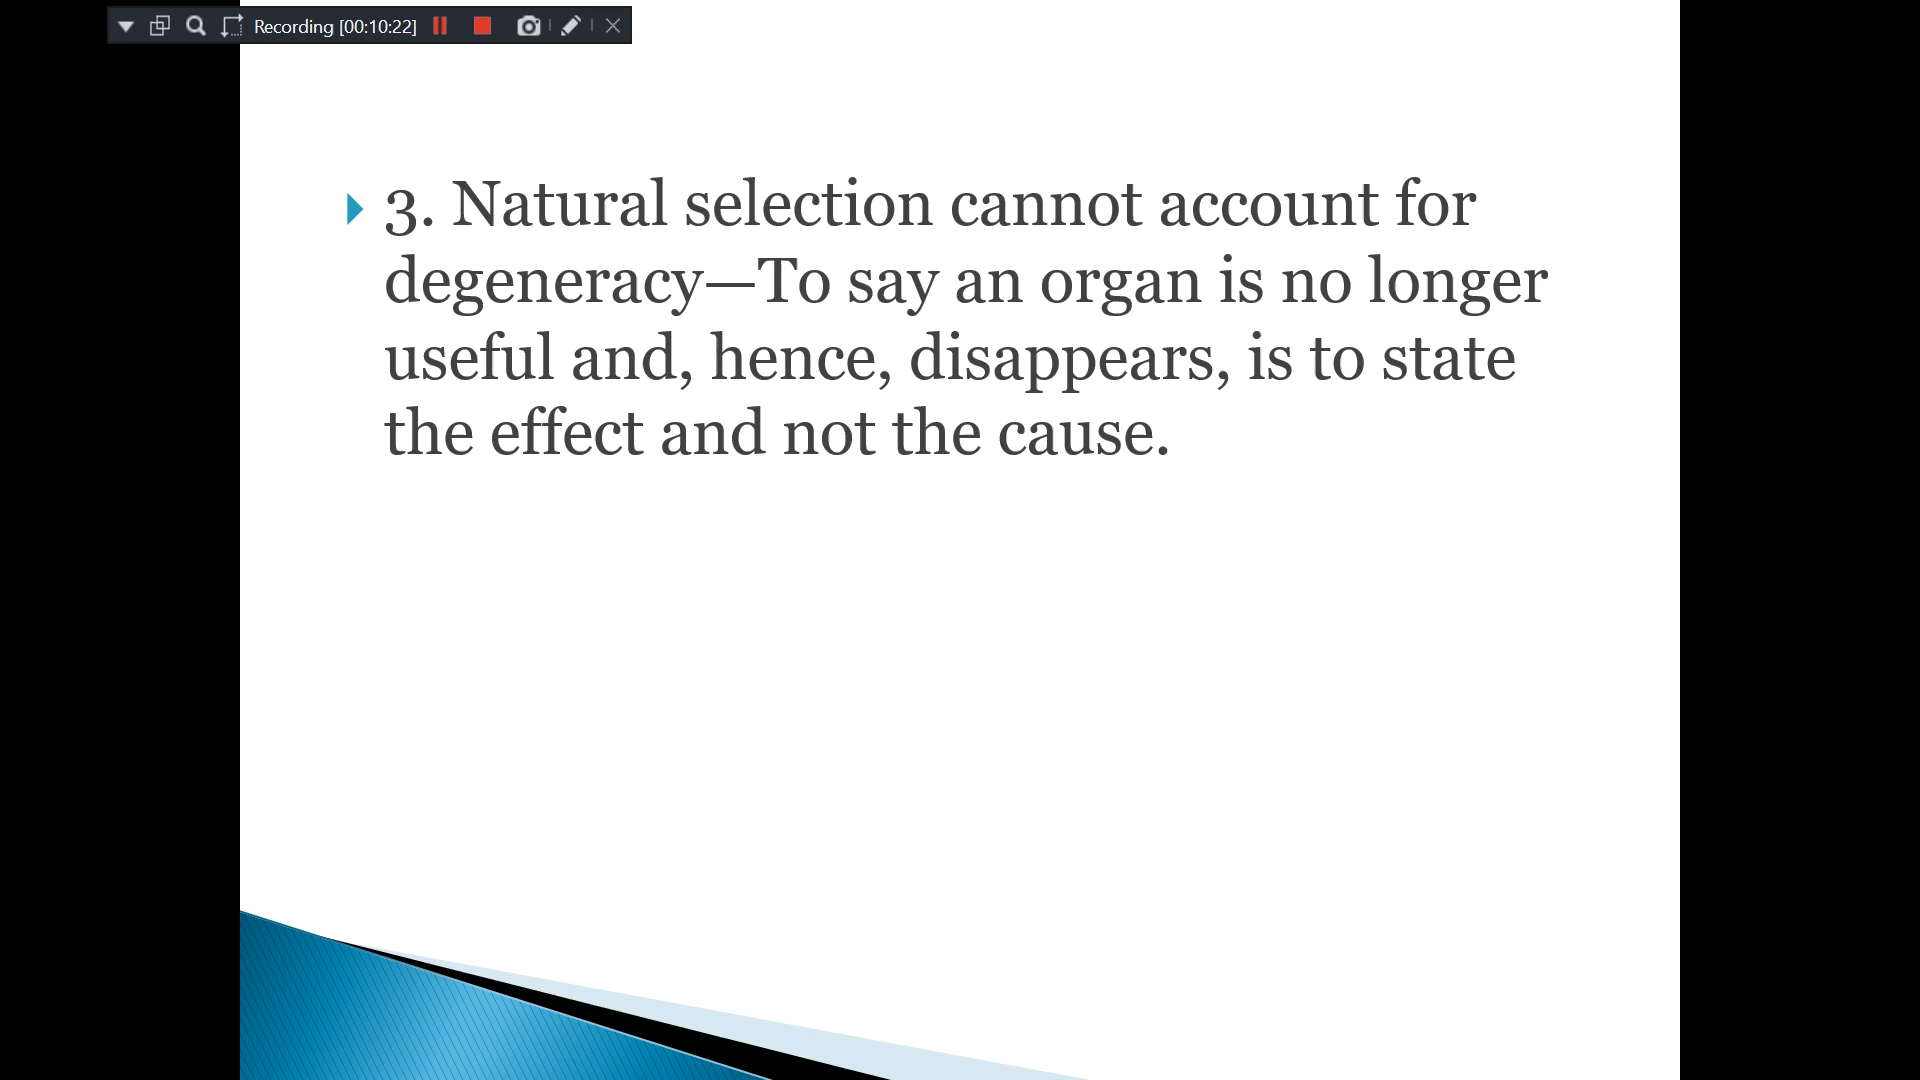 Recording [00:10:22]
3. Natural selection cannot account for
degeneracy—To say an organ is no longer
useful and, hence, disappears, is to state
the effect and not the cause.